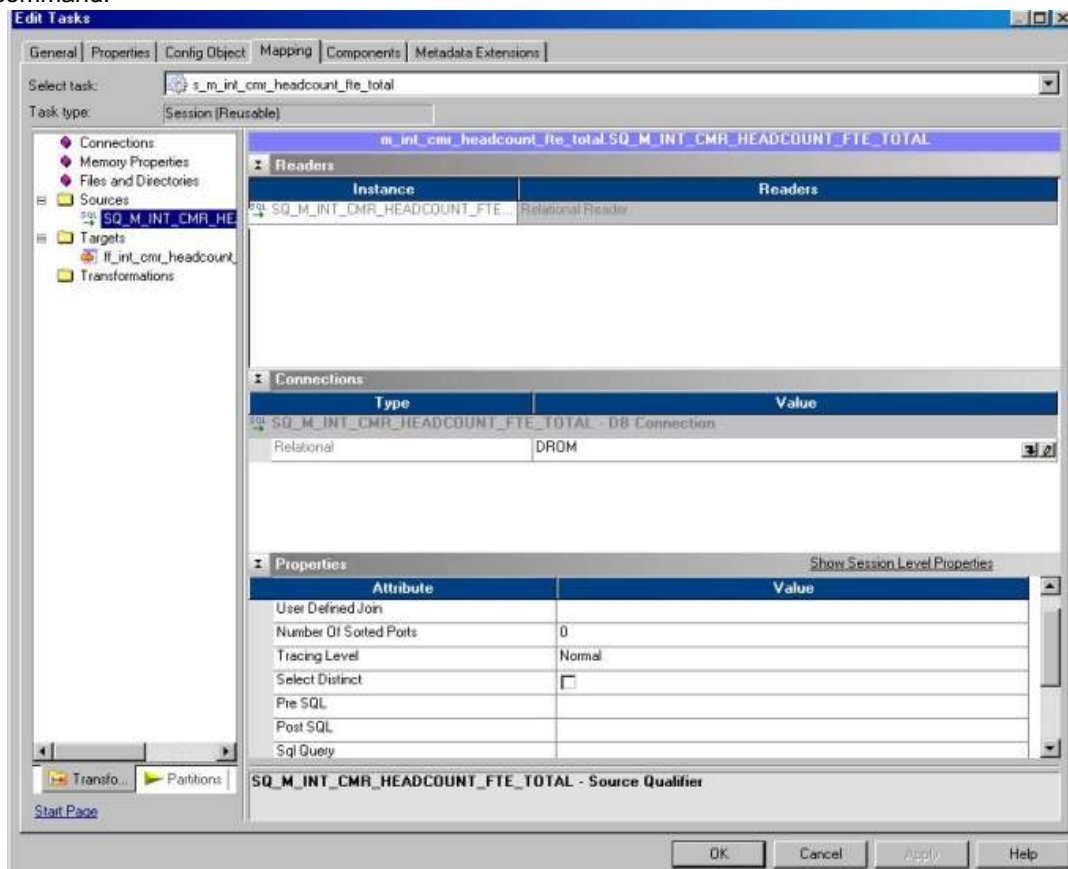 command.
Edit Tasks
General Properties Config Object Mapping Components Metadata Extensions
Select task: s_m_int_cmr_headcount_fte_total
Task type: Session (Reusable)
Connections
Memory Properties
Files and Directories
Sources
SQ_M_INT_CMR_HE
Targets
ff_int_cmr_headcount_
Transformations
m_int_cmr_headcount_fte_total.SQ_M_INT_CMR_HEADCOUNT_FTE_TOTAL
Readers
Instance Readers
SQ_M_INT_CMR_HEADCOUNT_FTE... Relational Reader
Connections
Type Value
SQ_M_INT_CMR_HEADCOUNT_FTE_TOTAL - DB Connection
Relational DROM
Properties Show Session Level Properties
Attribute Value
User Defined Join
Number Of Sorted Ports 0
Tracing Level Normal
Select Distinct
Pre SQL
Post SQL
Sql Query
Transfo... Partitions
SQ_M_INT_CMR_HEADCOUNT_FTE_TOTAL - Source Qualifier
Start Page
OK Cancel Apply Help